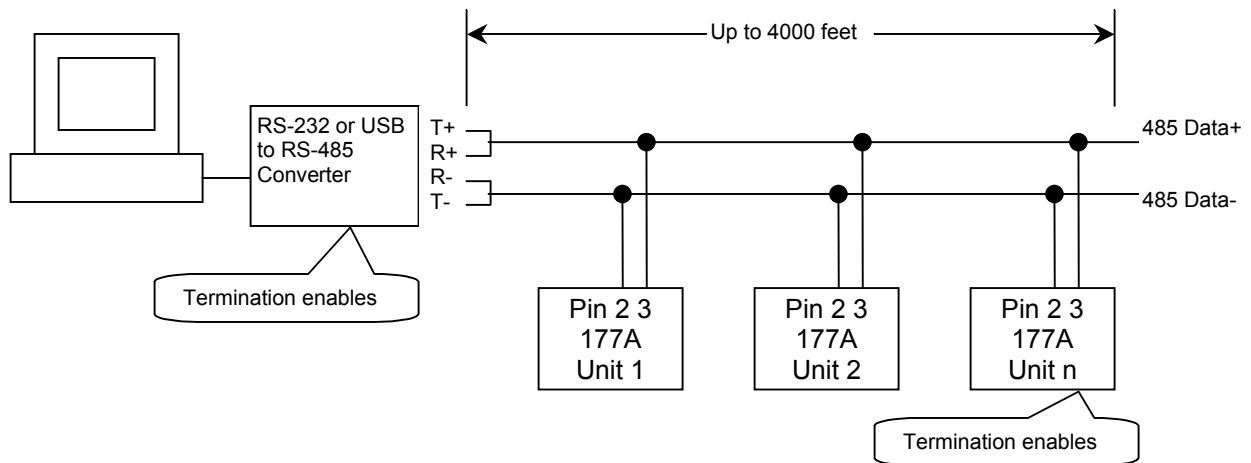 Up to 4000 feet
RS-232 or USB
to RS-485
Converter
T+
R+
R-
T-
485 Data+
485 Data-
Termination enables
Pin 2 3
177A
Unit 1
Pin 2 3
177A
Unit 2
Pin 2 3
177A
Unit n
Termination enables